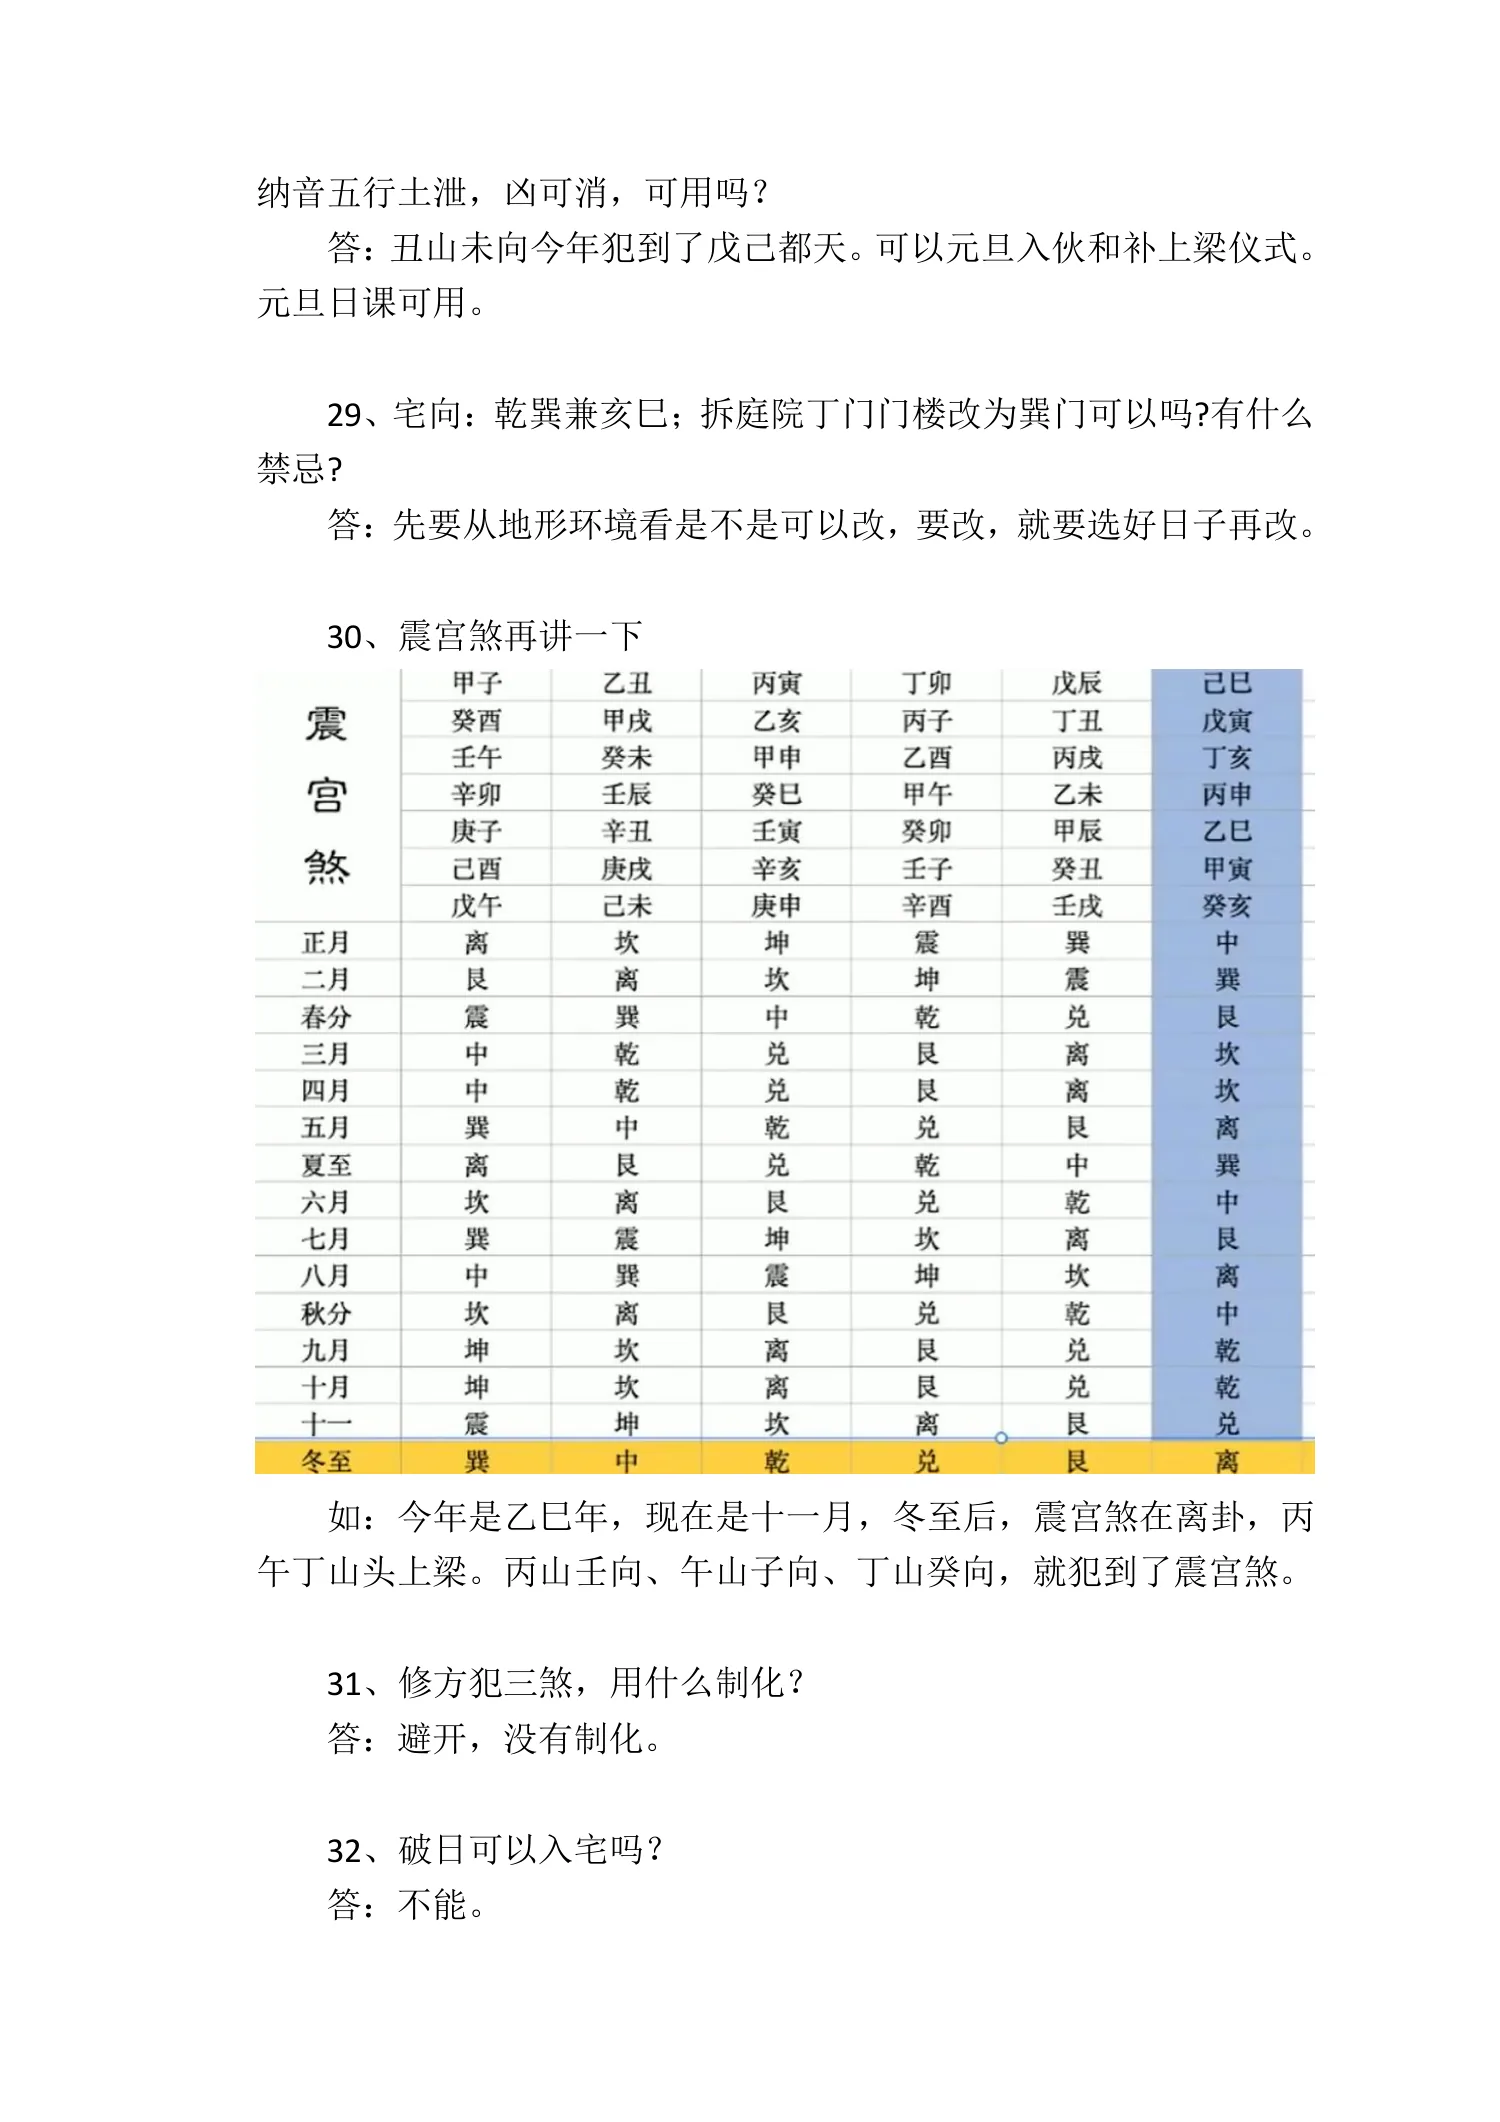 纳音五行土泄，凶可消，可用吗？
答：丑山未向今年犯到了戊己都天。可以元旦入伙和补上梁仪式。
元旦日课可用。
29、宅向：乾巽兼亥巳；拆庭院丁门门楼改为巽门可以吗?有什么
禁忌?
答：先要从地形环境看是不是可以改，要改，就要选好日子再改。
30、震宫煞再讲一下
震宫煞
甲子 乙丑 丙寅 丁卯 戊辰 己巳
癸酉 甲戌 乙亥 丙子 丁丑 戊寅
壬午 癸未 甲申 乙酉 丙戌 丁亥
辛卯 壬辰 癸巳 甲午 乙未 丙申
庚子 辛丑 壬寅 癸卯 甲辰 乙巳
己酉 庚戌 辛亥 壬子 癸丑 甲寅
戊午 己未 庚申 辛酉 壬戌 癸亥
正月 离 坎 坤 震 巽 中
二月 艮 离 坎 坤 震 巽
春分 震 巽 中 乾 兑 艮
三月 中 乾 兑 艮 离 坎
四月 中 乾 兑 艮 离 坎
五月 巽 中 乾 兑 艮 离
夏至 离 艮 兑 乾 中 巽
六月 坎 离 艮 兑 乾 中
七月 巽 震 坤 坎 离 艮
八月 中 巽 震 坤 坎 离
秋分 坎 离 艮 兑 乾 中
九月 坤 坎 离 艮 兑 乾
十月 坤 坎 离 艮 兑 乾
十一 震 坤 坎 离 艮 兑
冬至 巽 中 乾 兑 艮 离
如：今年是乙巳年，现在是十一月，冬至后，震宫煞在离卦，丙
午丁山头上梁。丙山壬向、午山子向、丁山癸向，就犯到了震宫煞。
31、修方犯三煞，用什么制化？
答：避开，没有制化。
32、破日可以入宅吗？
答：不能。